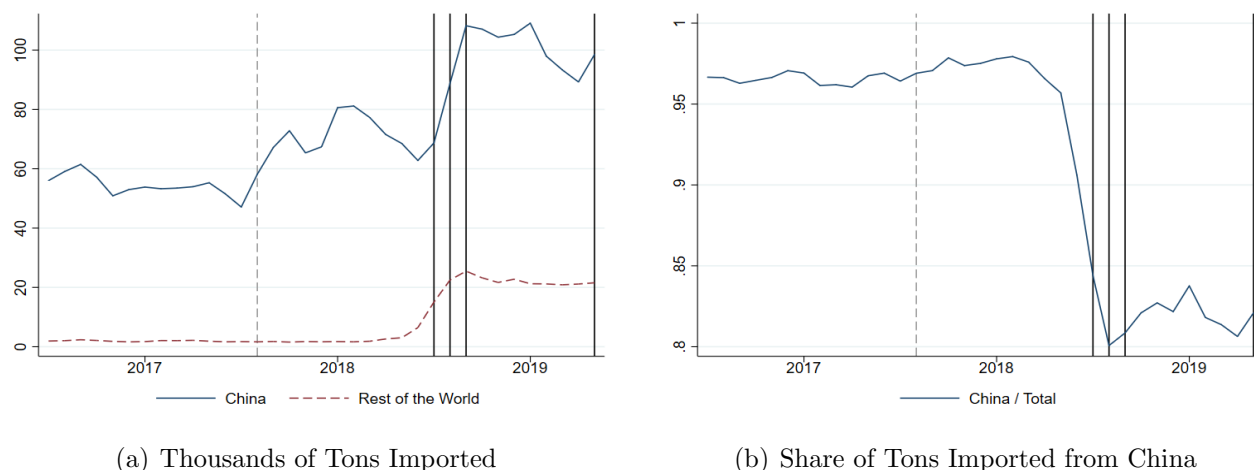 100
80
60
40
20
0
2017 2018 2019
China Rest of the World
(a) Thousands of Tons Imported
1
.95
.9
.85
.8
2017 2018 2019
China / Total
(b) Share of Tons Imported from China